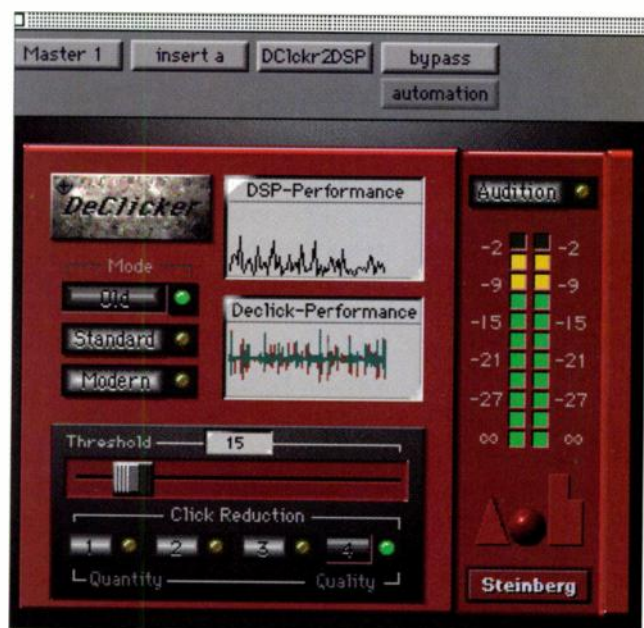 Master 1
insert a
DClckr2DSP
bypass
automation
DeClicker
DSP-Performance
Mode
Old
Standard
Modern
Declick-Performance
Audition
-2 -2
-9 -9
-15 -15
-21 -21
-27 -27
∞ ∞
Threshold 15
Click Reduction
1 2 3 4
Quantity Quality
Steinberg